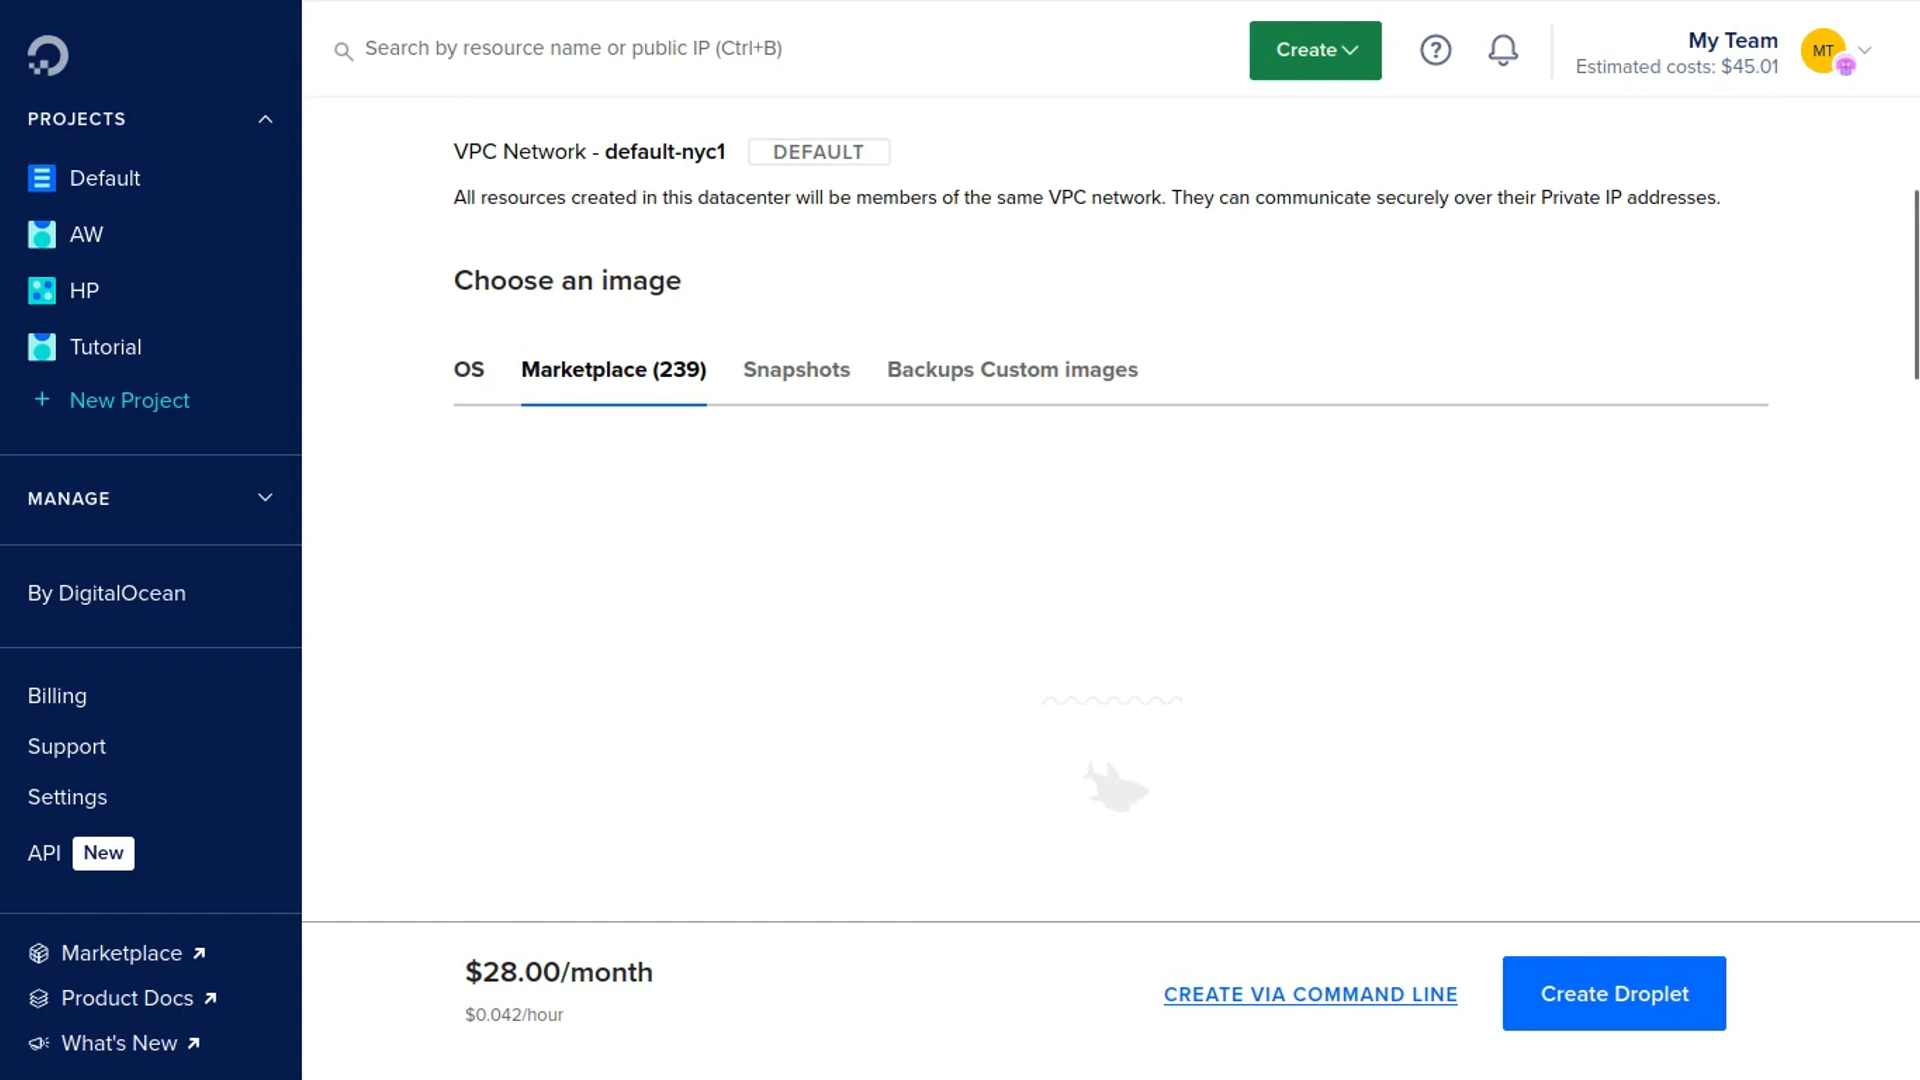 Search by resource name or public IP (Ctrl+B)
Create
My Team
Estimated costs: $45.01
MT
PROJECTS
Default
AW
HP
Tutorial
+ New Project
MANAGE
By DigitalOcean
Billing
Support
Settings
API New
Marketplace
Product Docs
What's New
VPC Network - default-nyc1 DEFAULT
All resources created in this datacenter will be members of the same VPC network. They can communicate securely over their Private IP addresses.
Choose an image
OS Marketplace (239) Snapshots Backups Custom images
$28.00/month
$0.042/hour
CREATE VIA COMMAND LINE
Create Droplet